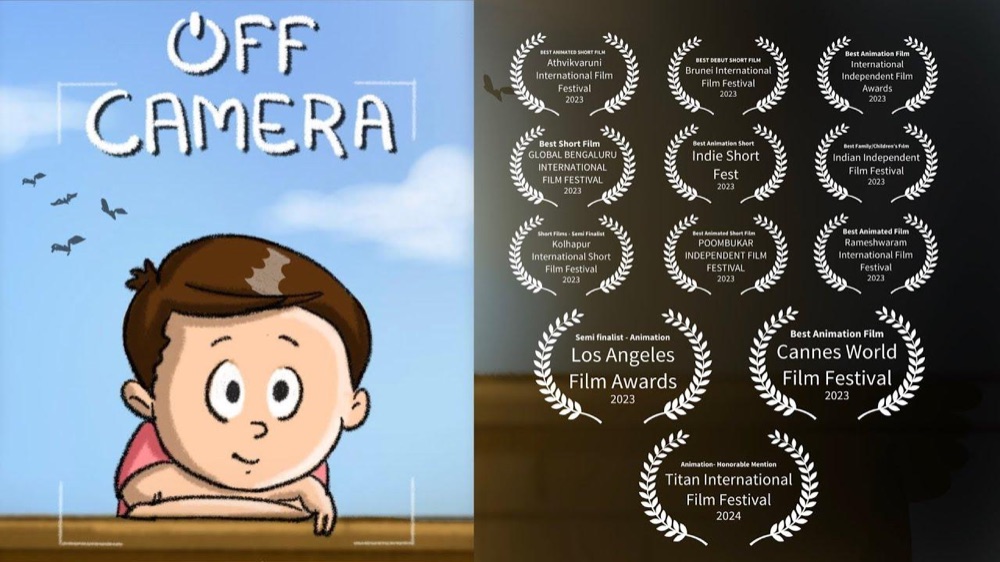 OFF
CAMERA
BEST ANIMATED SHORT FILM
Athvikvaruni
International Film
Festival
2023
BEST DEBUT SHORT FILM
Brunei International
Film Festival
2023
Best Animation Film
International
Independent Film
Awards
2023
Best Short Film
GLOBAL BENGALURU
INTERNATIONAL
FILM FESTIVAL
2023
Best Animation Short
Indie Short
Fest
2023
Best Family/Children's Film
Indian Independent
Film Festival
2023
Short Films - Semi Finalist
Kolhapur
International Short
Film Festival
2023
Best Animated Short Film
POOMBUKAR
INDEPENDENT FILM
FESTIVAL
2023
Best Animated Film
Rameshwaram
International Film
Festival
2023
Semi finalist - Animation
Los Angeles
Film Awards
2023
Best Animation Film
Cannes World
Film Festival
2023
Animation- Honorable Mention
Titan International
Film Festival
2024